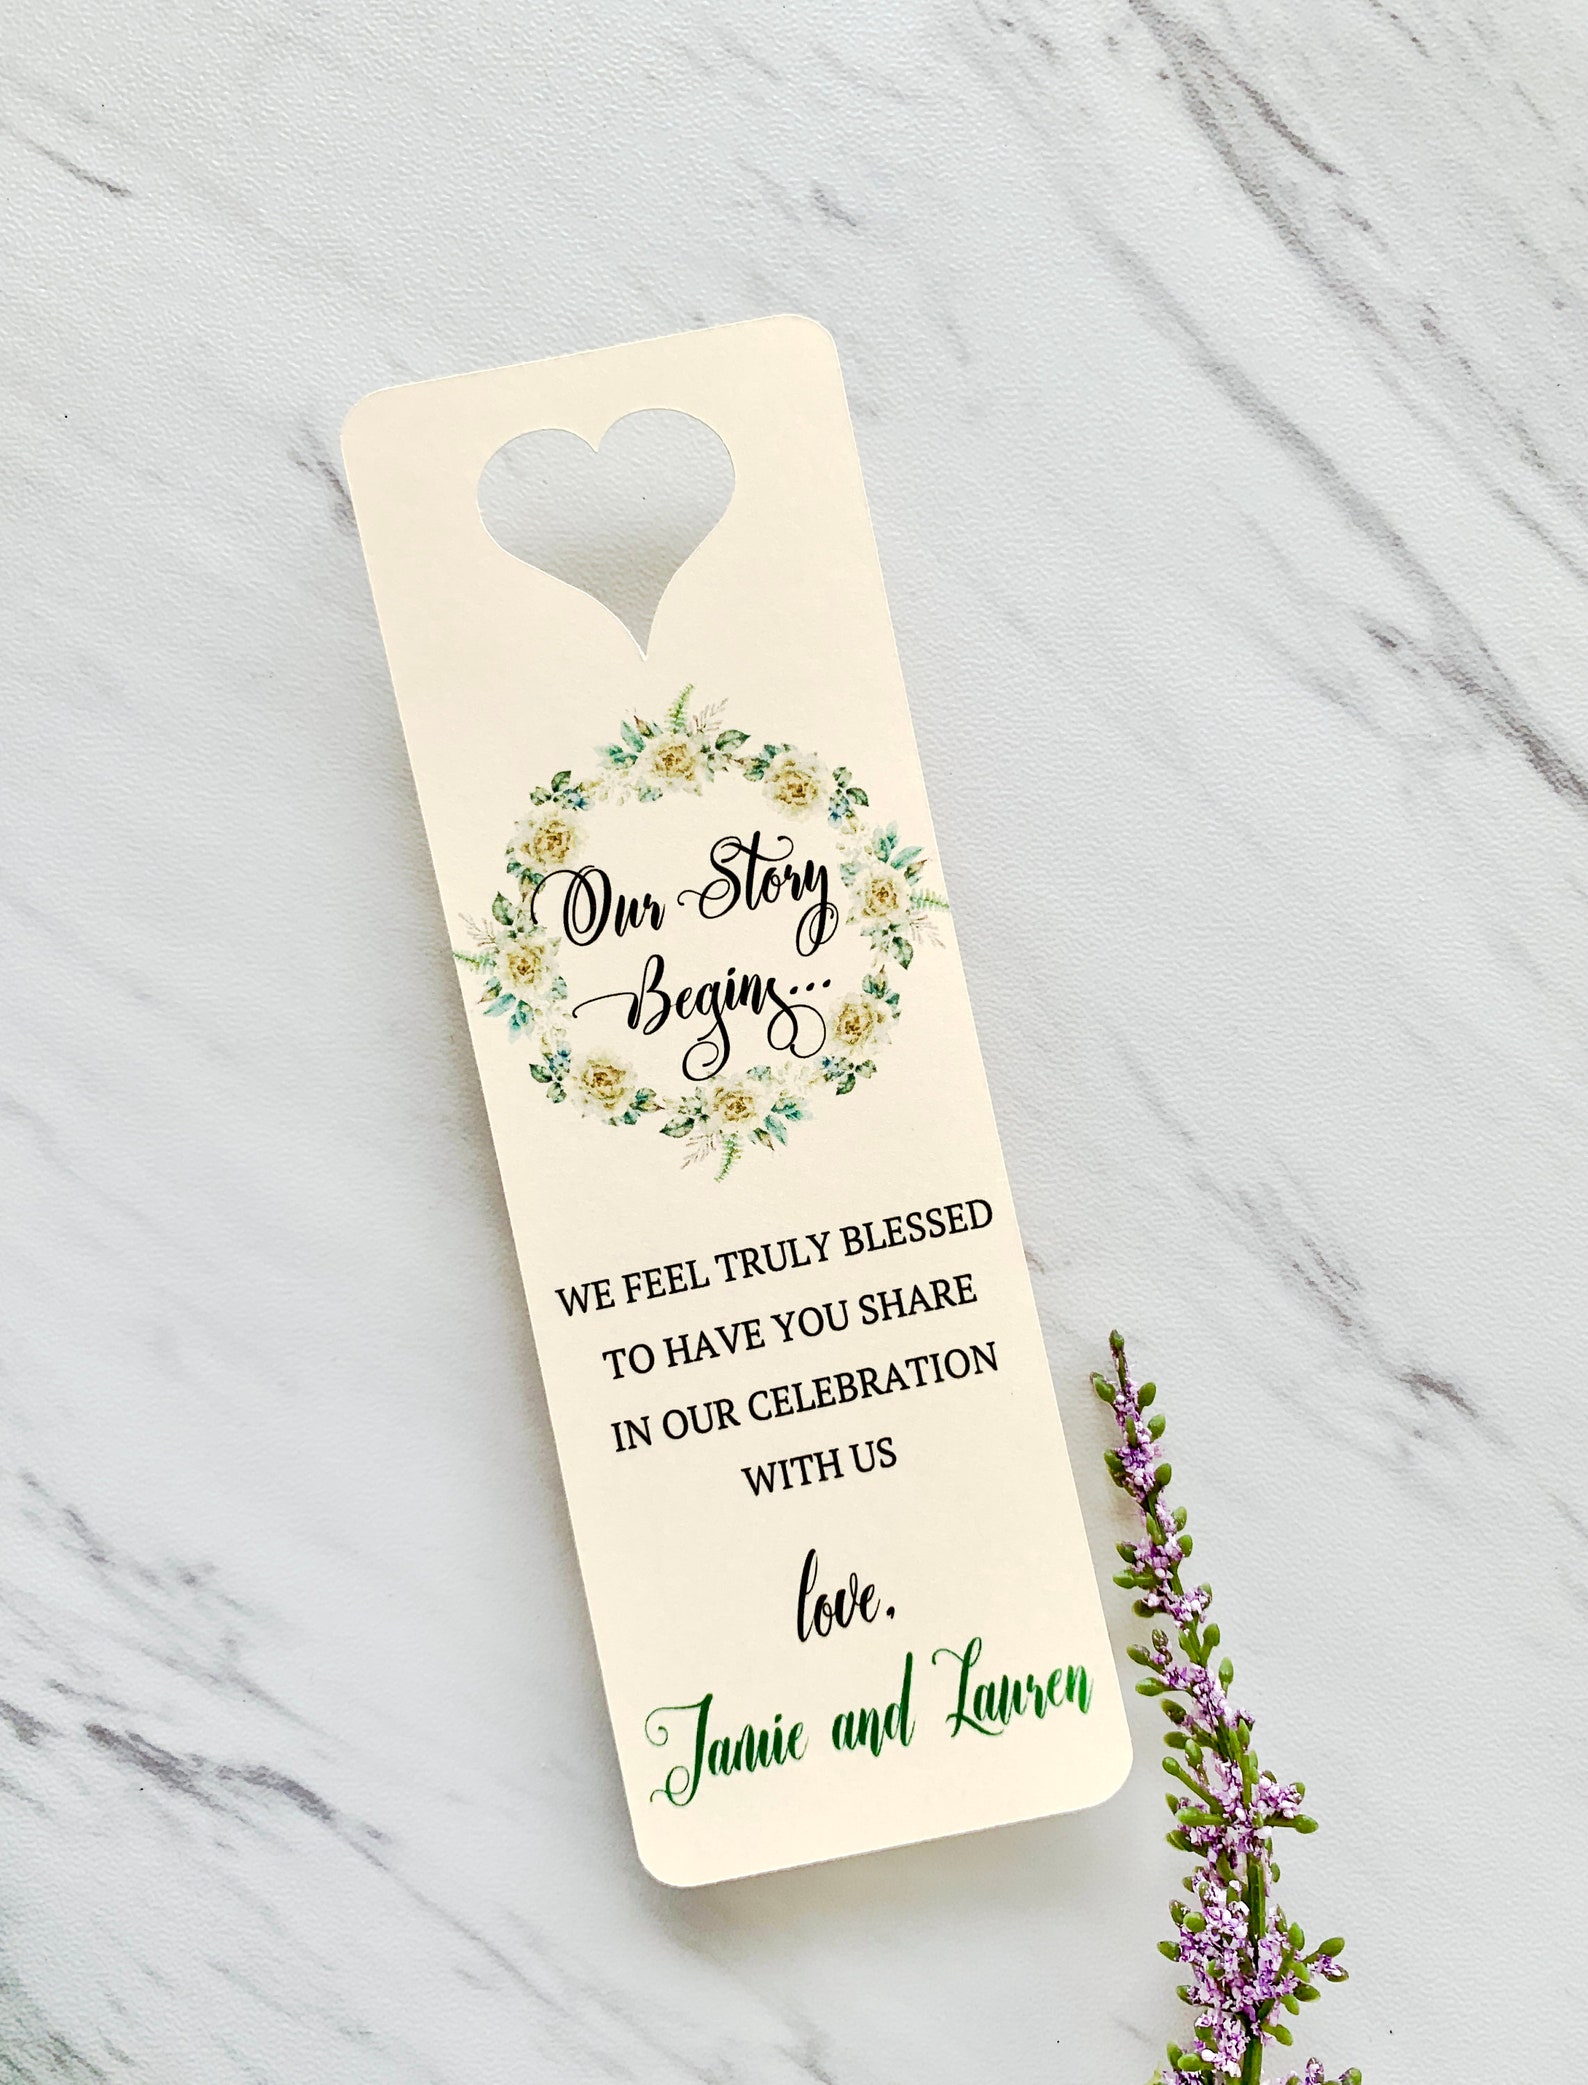 Our Story
Begins...
WE FEEL TRULY BLESSED
TO HAVE YOU SHARE
IN OUR CELEBRATION
WITH US
love,
Jamie and Lauren